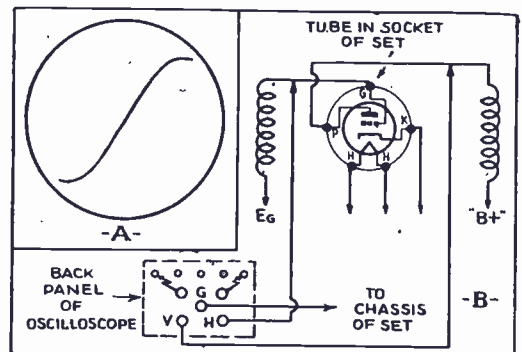 TUBE IN SOCKET
OF SET
G
P
K
H
H
EG
"B+"
-A-
BACK
PANEL
OF
OSCILLOSCOPE
G
V
H
TO
CHASSIS
OF SET
-B-